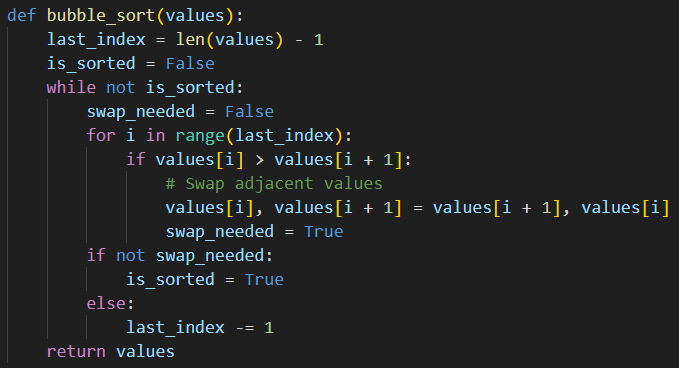 def bubble_sort(values):
    last_index = len(values) - 1
    is_sorted = False
    while not is_sorted:
        swap_needed = False
        for i in range(last_index):
            if values[i] > values[i + 1]:
                # Swap adjacent values
                values[i], values[i + 1] = values[i + 1], values[i]
                swap_needed = True
        if not swap_needed:
            is_sorted = True
        else:
            last_index -= 1
    return values